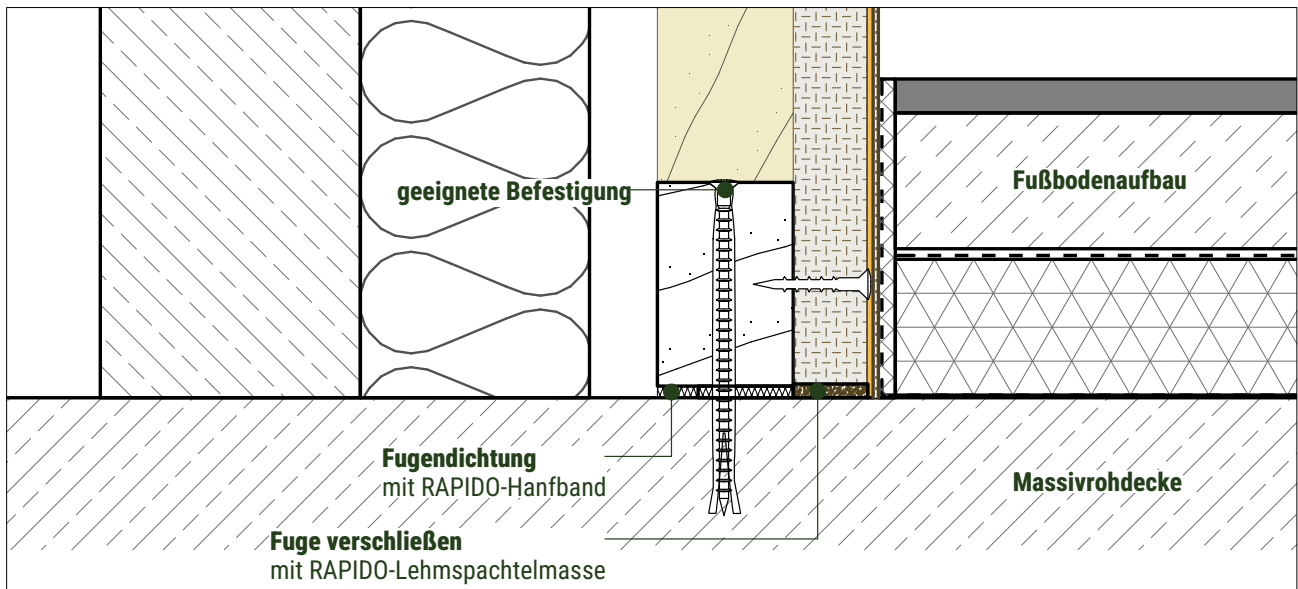 Fußbodenaufbau
geeignete Befestigung
Fugendichtung
mit RAPIDO-Hanfband
Massivrohdecke
Fuge verschließen
mit RAPIDO-Lehmspachtelmasse